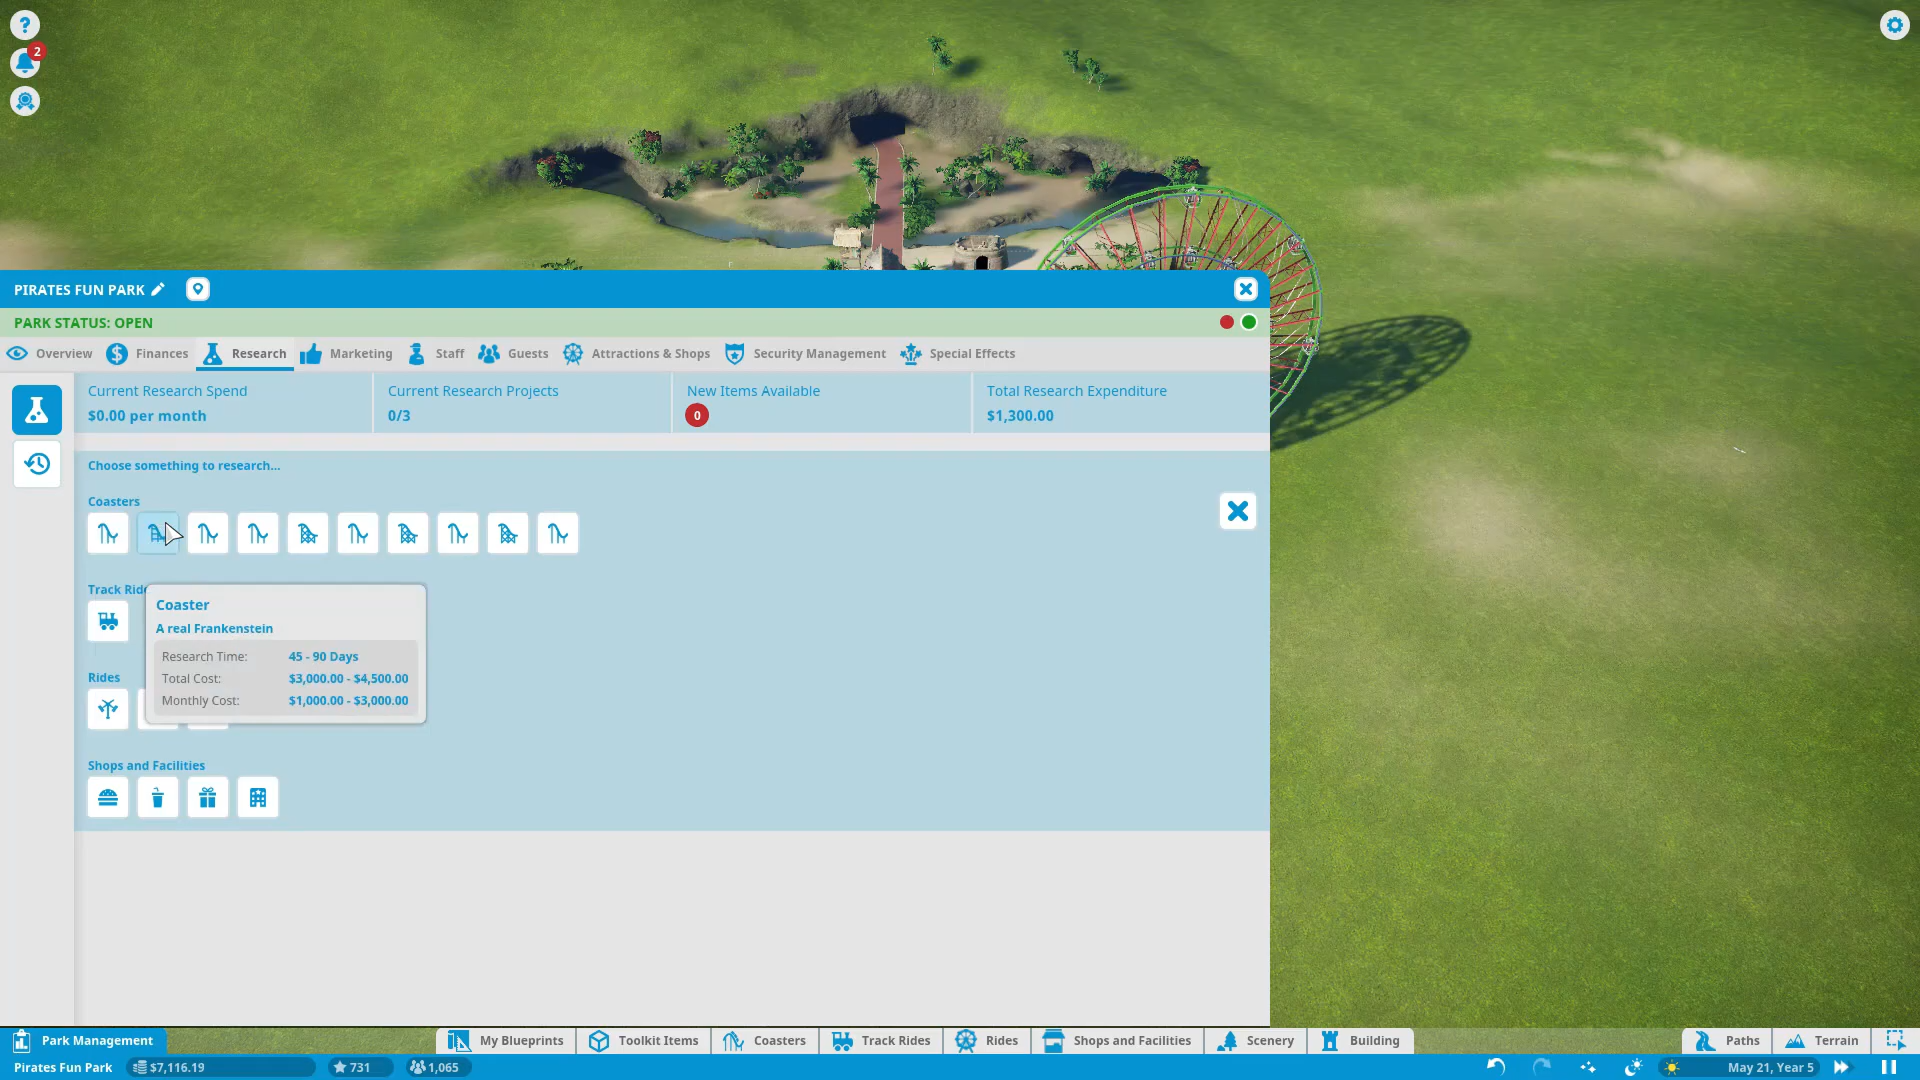 2
PIRATES FUN PARK
PARK STATUS: OPEN
Overview
Finances
Research
Marketing
Staff
Guests
Attractions & Shops
Security Management
Special Effects
Current Research Spend
$0.00 per month
Current Research Projects
0/3
New Items Available
0
Total Research Expenditure
$1,300.00
Choose something to research...
Coasters
Track Rid
Coaster
A real Frankenstein
Research Time: 45 - 90 Days
Total Cost: $3,000.00 - $4,500.00
Monthly Cost: $1,000.00 - $3,000.00
Rides
Shops and Facilities
Park Management
My Blueprints
Toolkit Items
Coasters
Track Rides
Rides
Shops and Facilities
Scenery
Building
Paths
Terrain
Pirates Fun Park
$7,116.19
731
1,065
May 21, Year 5